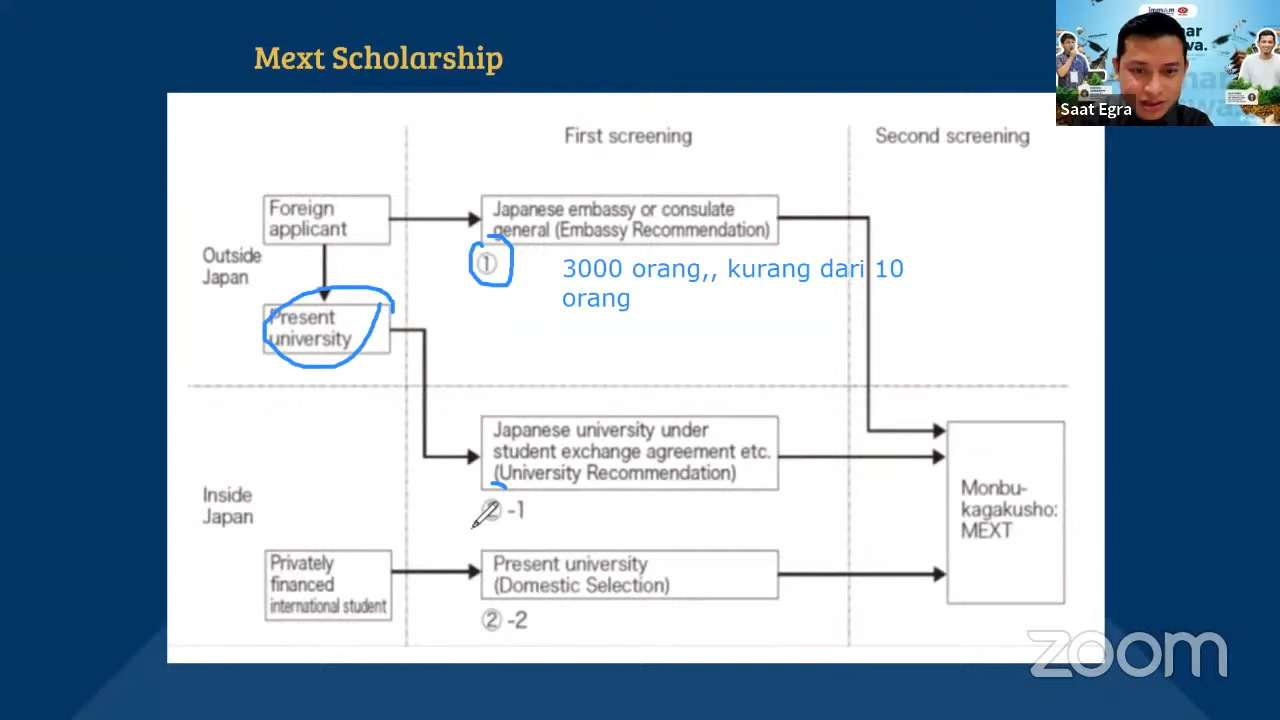 Mext Scholarship
Saat Egra
First screening
Second screening
Foreign
applicant
Japanese embassy or consulate
general (Embassy Recommendation)
①
3000 orang,, kurang dari 10
orang
Outside
Japan
Present
university
Japanese university under
student exchange agreement etc.
(University Recommendation)
② -1
Inside
Japan
Monbu-
kagakusho:
MEXT
Privately
financed
international student
Present university
(Domestic Selection)
② -2
zoom